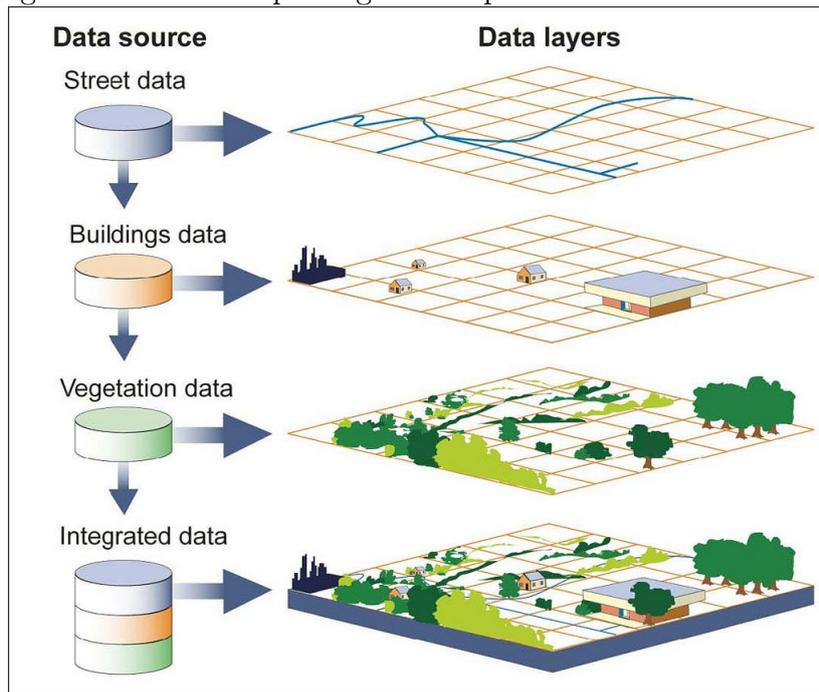 Data source
Data layers
Street data
Buildings data
Vegetation data
Integrated data